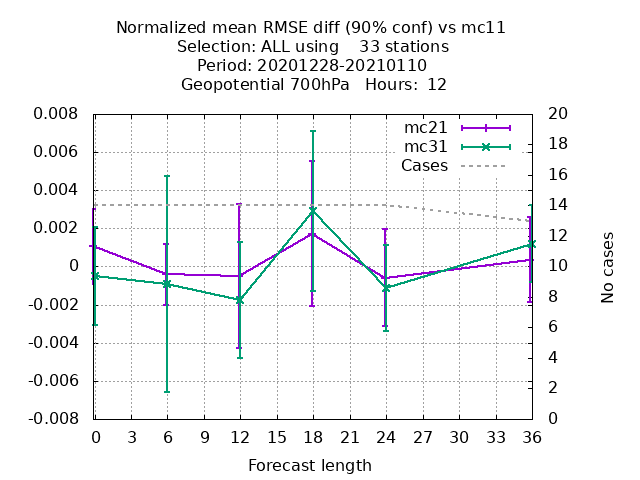 Normalized mean RMSE diff (90% conf) vs mc11
Selection: ALL using    33 stations
Period: 20201228-20210110
Geopotential 700hPa   Hours:  12
0.008
0.006
0.004
0.002
0
-0.002
-0.004
-0.006
-0.008
mc21
mc31
Cases
20
18
16
14
12
10
8
6
4
2
0
No cases
0 3 6 9 12 15 18 21 24 27 30 33 36
Forecast length